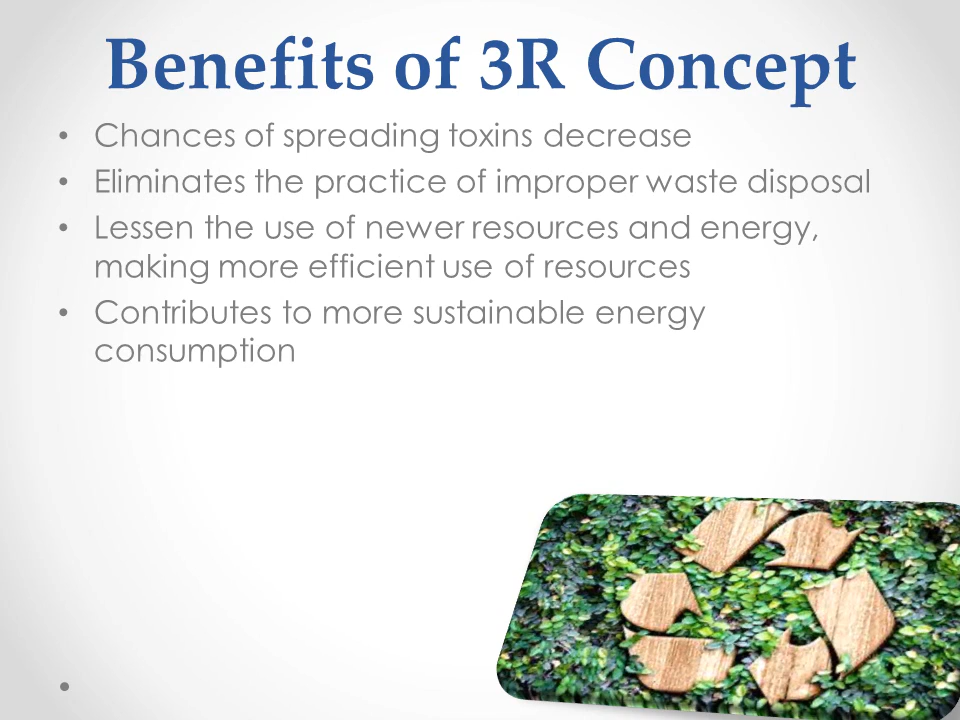 Benefits of 3R Concept
• Chances of spreading toxins decrease
• Eliminates the practice of improper waste disposal
• Lessen the use of newer resources and energy,
making more efficient use of resources
• Contributes to more sustainable energy
consumption
•